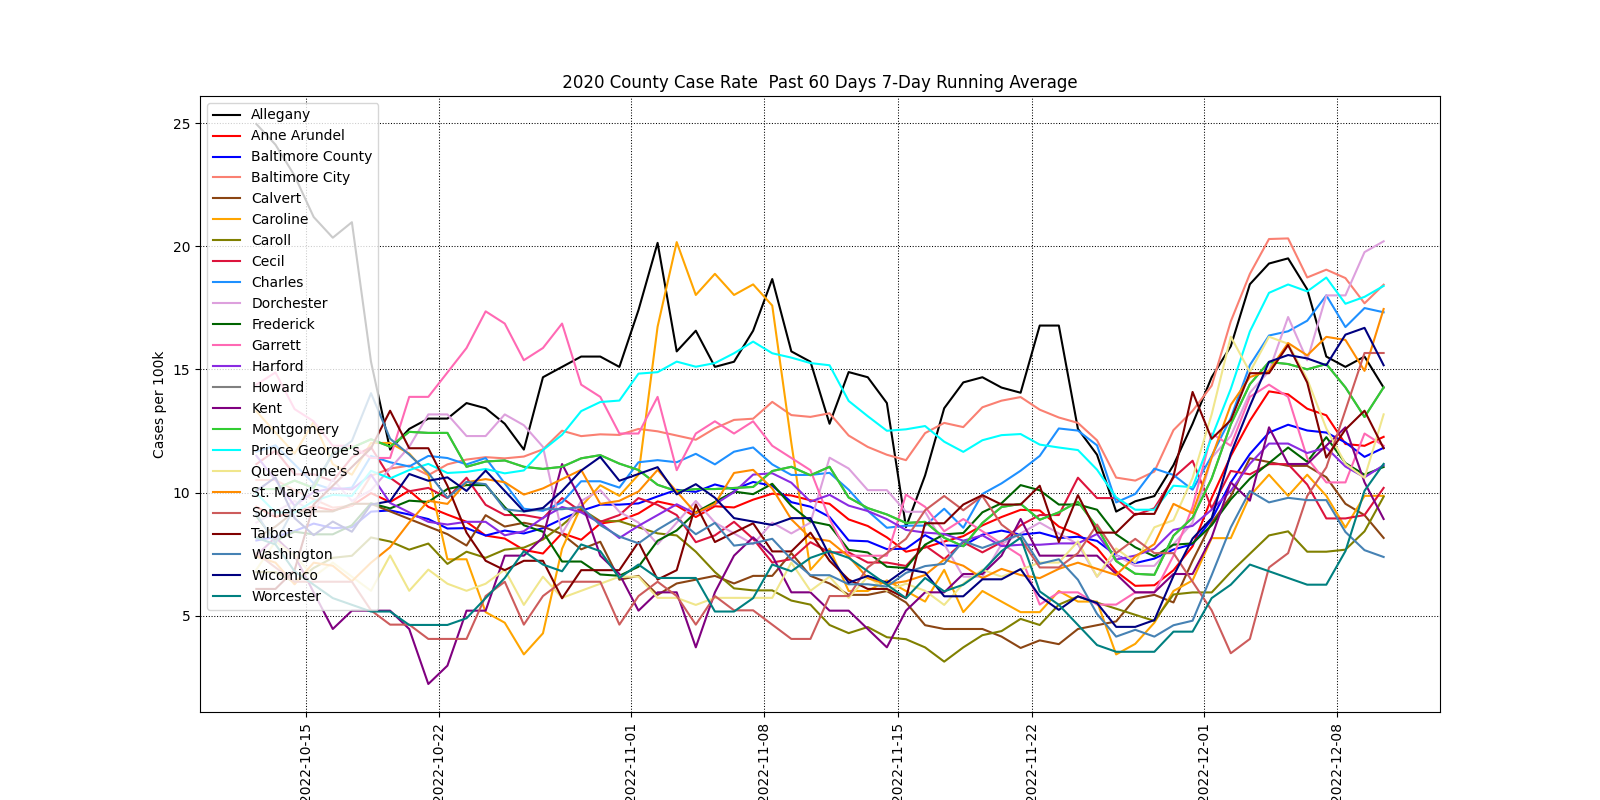 2020 County Case Rate  Past 60 Days 7-Day Running Average
Cases per 100k
25
20
15
10
5
Allegany
Anne Arundel
Baltimore County
Baltimore City
Calvert
Caroline
Caroll
Cecil
Charles
Dorchester
Frederick
Garrett
Harford
Howard
Kent
Montgomery
Prince George's
Queen Anne's
St. Mary's
Somerset
Talbot
Washington
Wicomico
Worcester
2022-10-15
2022-10-22
2022-11-01
2022-11-08
2022-11-15
2022-11-22
2022-12-01
2022-12-08